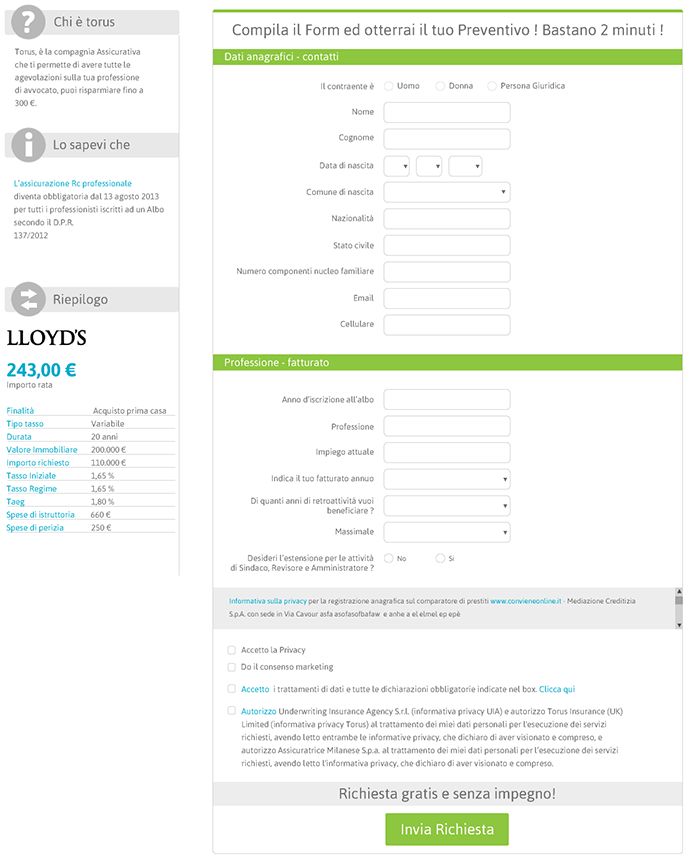 Chi è torus
Torus, è la compagnia Assicurativa
che ti permette di avere tutte le
agevolazioni sulla tua professione
di avvocato, puoi risparmiare fino a
300 €.
Lo sapevi che
L'assicurazione Rc professionale
diventa obbligatoria dal 13 agosto 2013
per tutti i professionisti iscritti ad un Albo
secondo il D.P.R.
137/2012
Riepilogo
LLOYD'S
243,00 €
Importo rata
Finalità Acquisto prima casa
Tipo tasso Variabile
Durata 20 anni
Valore Immobiliare 200.000 €
Importo richiesto 110.000 €
Tasso Iniziale 1,65 %
Tasso Regime 1,65 %
Taeg 1,80 %
Spese di istruttoria 660 €
Spese di perizia 250 €
Compila il Form ed otterrai il tuo Preventivo ! Bastano 2 minuti !
Dati anagrafici - contatti
Il contraente è Uomo Donna Persona Giuridica
Nome
Cognome
Data di nascita
Comune di nascita
Nazionalità
Stato civile
Numero componenti nucleo familiare
Email
Cellulare
Professione - fatturato
Anno d'iscrizione all'albo
Professione
Impiego attuale
Indica il tuo fatturato annuo
Di quanti anni di retroattività vuoi
beneficiare ?
Massimale
Desideri l'estensione per le attività
di Sindaco, Revisore e Amministratore ?
No Si
Informativa sulla privacy per la registrazione anagrafica sul comparatore di prestiti www.convieneonline.it - Mediazione Creditizia
S.p.A. con sede in Via Cavour asfa asofasofbafaw e anhe a el elmel ep epè
Accetto la Privacy
Do il consenso marketing
Accetto i trattamenti di dati e tutte le dichiarazioni obbligatorie indicate nel box. Clicca qui
Autorizzo Underwriting Insurance Agency S.r.l. (informativa privacy UIA) e autorizzo Torus Insurance (UK)
Limited (informativa privacy Torus) al trattamento dei miei dati personali per l'esecuzione dei servizi
richiesti, avendo letto entrambe le informative privacy, che dichiaro di aver visionato e compreso, e
autorizzo Assicuratrice Milanese S.p.a. al trattamento dei miei dati personali per l'esecuzione dei servizi
richiesti, avendo letto l'informativa privacy, che dichiaro di aver visionato e compreso.
Richiesta gratis e senza impegno!
Invia Richiesta